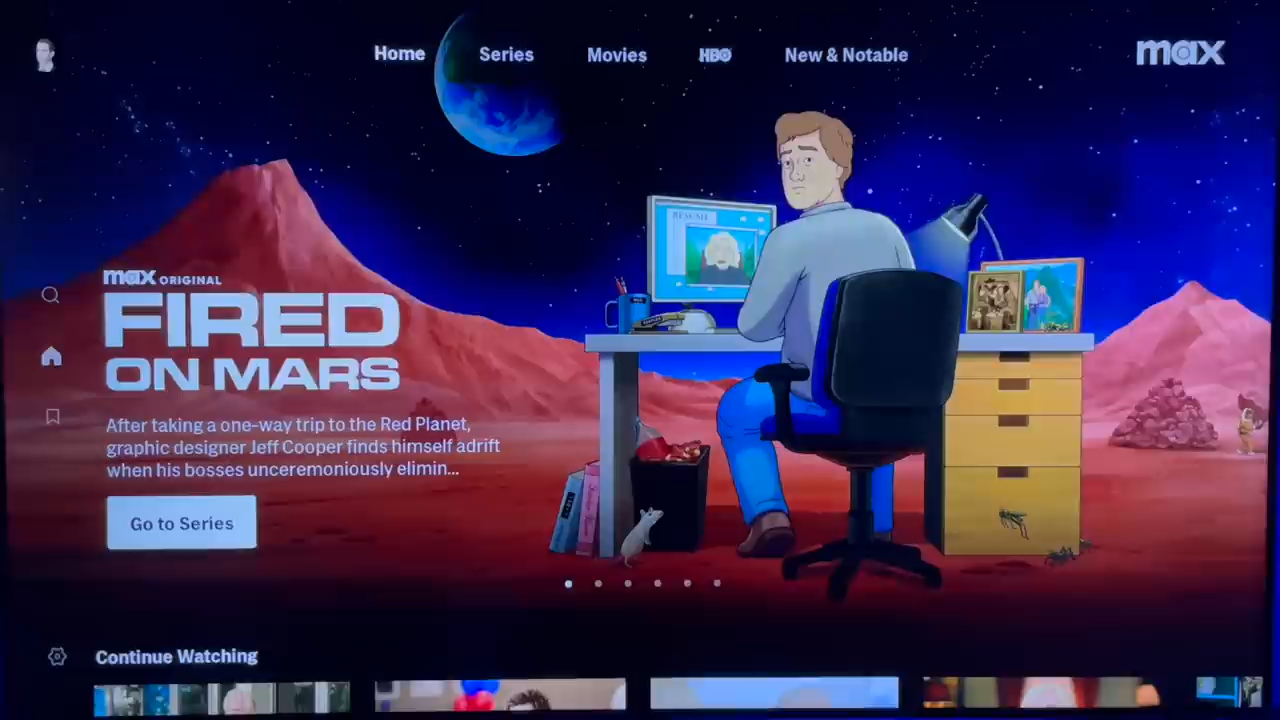 Home
Series
Movies
HBO
New & Notable
max
max ORIGINAL
FIRED
ON MARS
After taking a one-way trip to the Red Planet,
graphic designer Jeff Cooper finds himself adrift
when his bosses unceremoniously elimin...
Go to Series
RESUME
Continue Watching